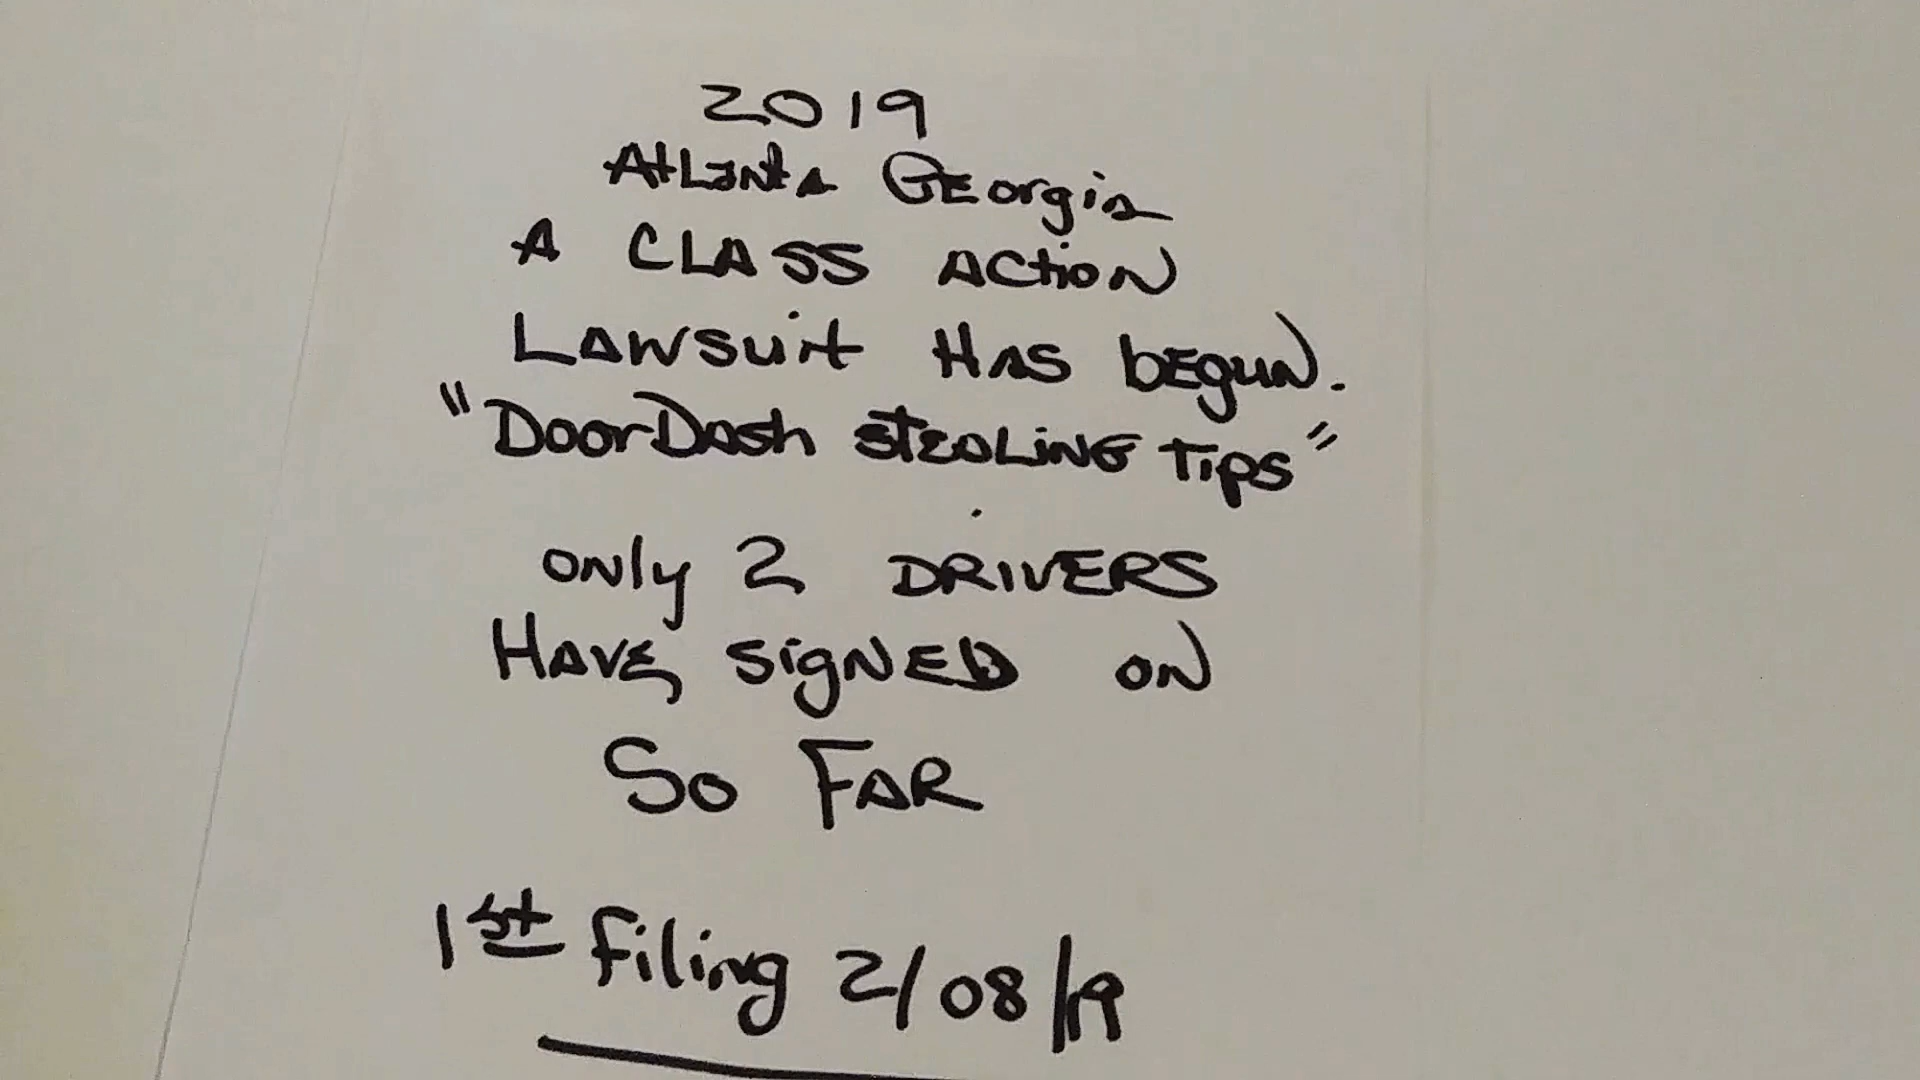 2019
Atlanta Georgia
A CLASS ACtioN
LAWSuit HAS bEguN.
"DoorDash stEaLiNG Tips"
ONly 2 DRIVERS
HAVE SigNED ON
So FAR
1st filing 2/08/19